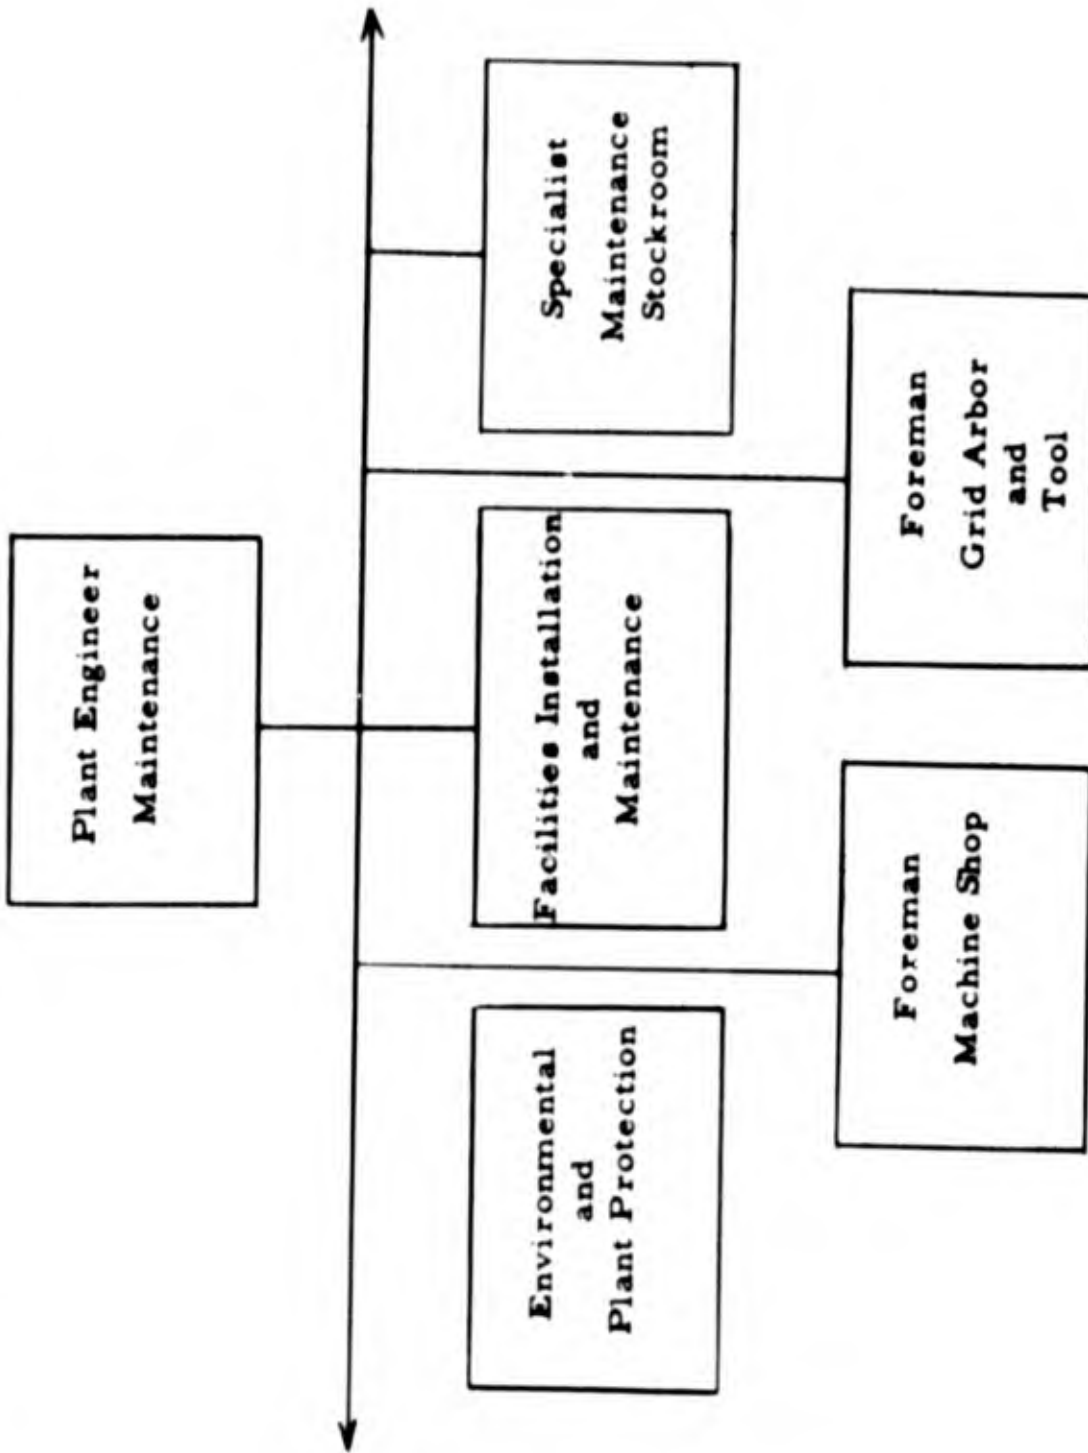 Plant Engineer
Maintenance
Environmental
and
Plant Protection
Facilities Installation
and
Maintenance
Specialist
Maintenance
Stockroom
Foreman
Machine Shop
Foreman
Grid Arbor
and
Tool